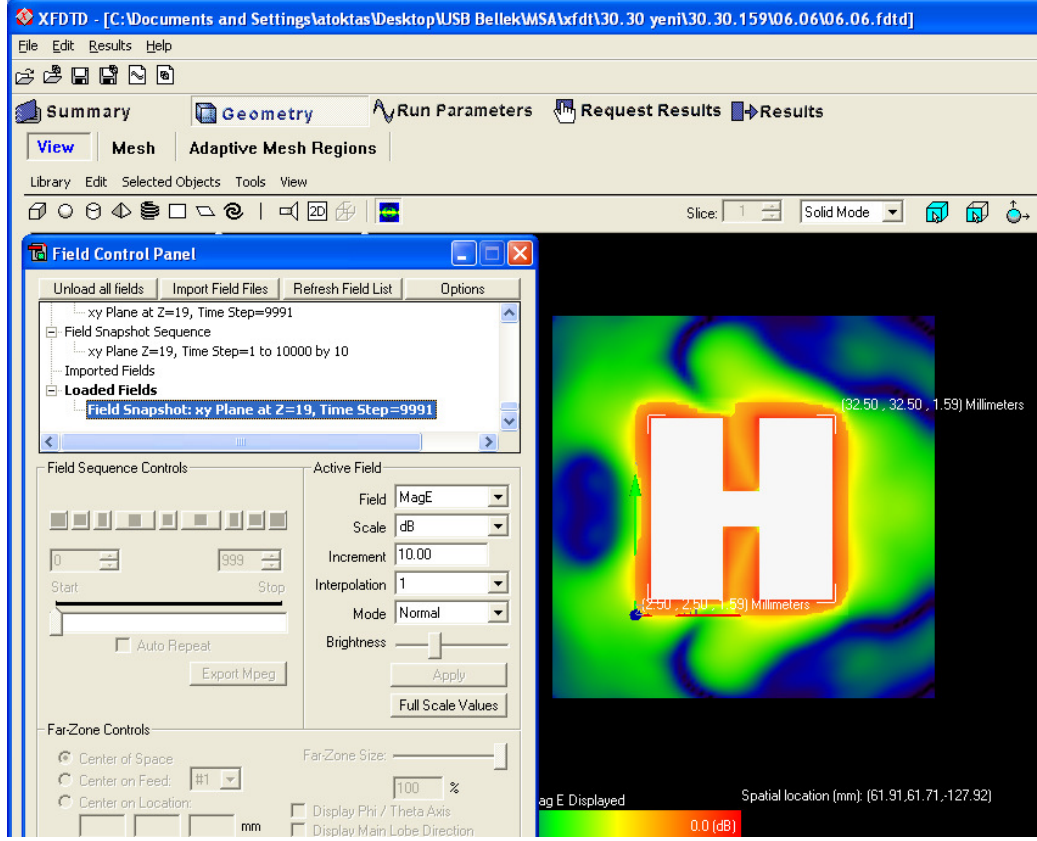 XFDTD - [C:\Documents and Settings\atoktas\Desktop\USB Bellek\MSA\xfdt\30.30 yeni\30.30.159\06.06\06.06.fdtd]
File Edit Results Help
Summary Geometry Run Parameters Request Results Results
View Mesh Adaptive Mesh Regions
Library Edit Selected Objects Tools View
2D Slice: 1 Solid Mode
Field Control Panel
Unload all fields Import Field Files Refresh Field List Options
xy Plane at Z=19, Time Step=9991
Field Snapshot Sequence
xy Plane Z=19, Time Step=1 to 10000 by 10
Imported Fields
Loaded Fields
Field Snapshot: xy Plane at Z=19, Time Step=9991
(32.50 , 32.50 , 1.59) Millimeters
Field Sequence Controls
Active Field
Field MagE
Scale dB
0 999
Increment 10.00
Start Stop
Interpolation 1
(2.50 , 2.50 , 1.59) Millimeters
Mode Normal
Auto Repeat
Brightness
Export Mpeg
Apply
Full Scale Values
Far-Zone Controls
Center of Space
Far-Zone Size:
Center on Feed: #1
100 %
Center on Location:
mm
Display Phi / Theta Axis
Display Main Lobe Direction
ag E Displayed
Spatial location (mm): (61.91,61.71,-127.92)
0.0 (dB)